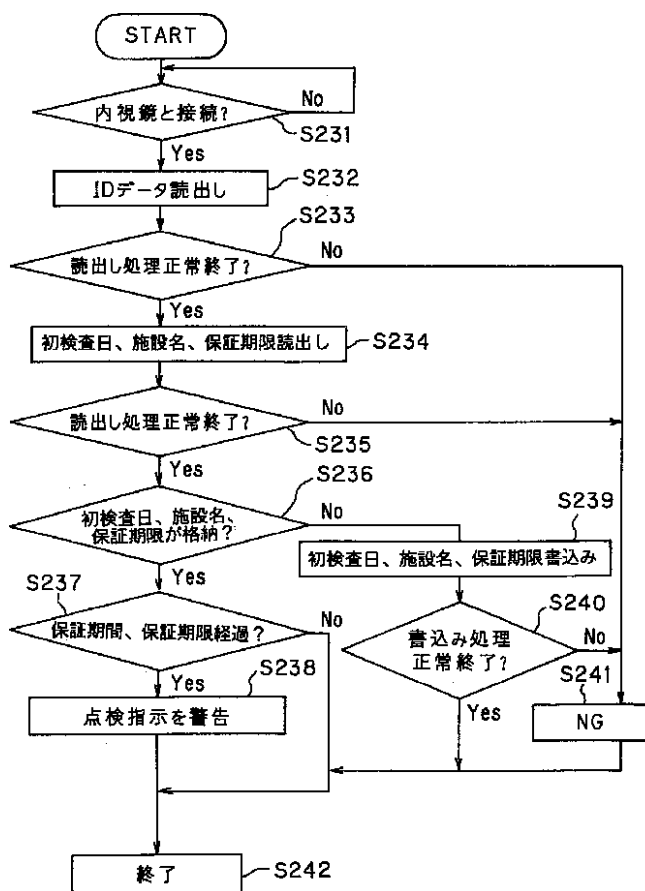 START
No
内視鏡と接続?
S231
Yes
IDデータ読出し
S232
S233
読出し処理正常終了?
No
Yes
初検査日、施設名、保証期限読出し
S234
読出し処理正常終了?
No
S235
Yes
S236
初検査日、施設名、
保証期限が格納?
No
S239
初検査日、施設名、保証期限書込み
Yes
S237
保証期間、保証期限経過?
No
S240
書込み処理
正常終了?
No
S238
Yes
点検指示を警告
S241
NG
Yes
終了
S242